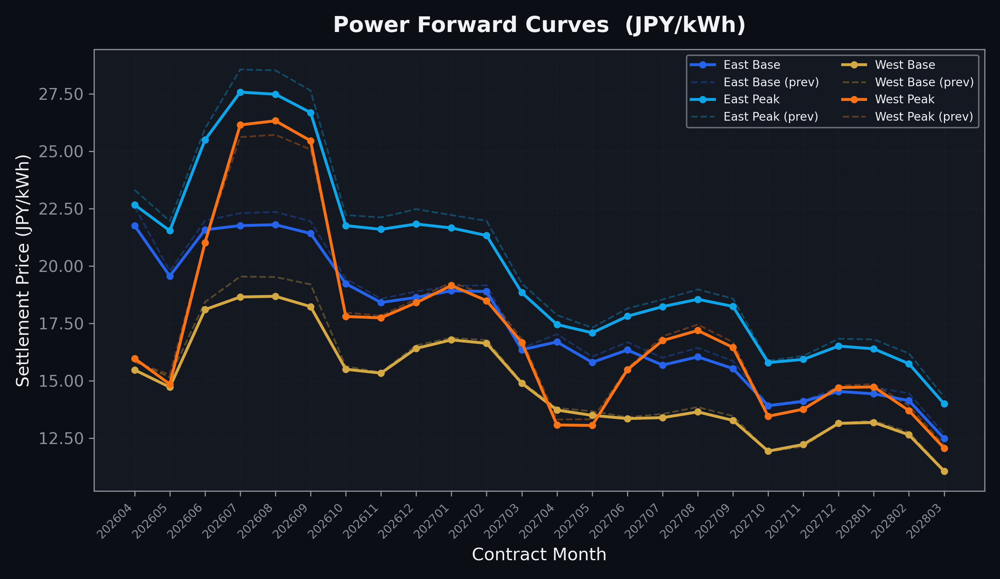 Power Forward Curves  (JPY/kWh)
East Base
East Base (prev)
East Peak
East Peak (prev)
West Base
West Base (prev)
West Peak
West Peak (prev)
Settlement Price (JPY/kWh)
27.50
25.00
22.50
20.00
17.50
15.00
12.50
202604
202605
202606
202607
202608
202609
202610
202611
202612
202701
202702
202703
202704
202705
202706
202707
202708
202709
202710
202711
202712
202801
202802
202803
Contract Month